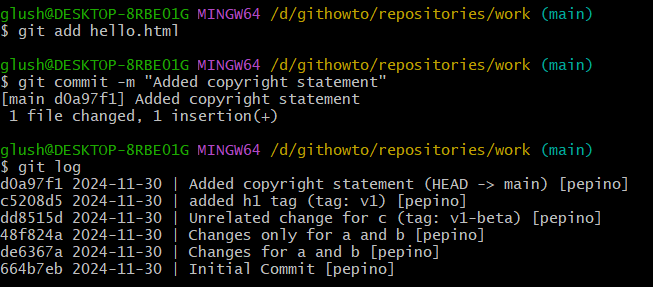 glush@DESKTOP-8RBE01G MINGW64 /d/githowto/repositories/work (main)
$ git add hello.html
glush@DESKTOP-8RBE01G MINGW64 /d/githowto/repositories/work (main)
$ git commit -m "Added copyright statement"
[main d0a97f1] Added copyright statement
 1 file changed, 1 insertion(+)
glush@DESKTOP-8RBE01G MINGW64 /d/githowto/repositories/work (main)
$ git log
d0a97f1 2024-11-30 | Added copyright statement (HEAD -> main) [pepino]
c5208d5 2024-11-30 | added h1 tag (tag: v1) [pepino]
dd8515d 2024-11-30 | Unrelated change for c (tag: v1-beta) [pepino]
48f824a 2024-11-30 | Changes only for a and b [pepino]
de6367a 2024-11-30 | Changes for a and b [pepino]
664b7eb 2024-11-30 | Initial Commit [pepino]